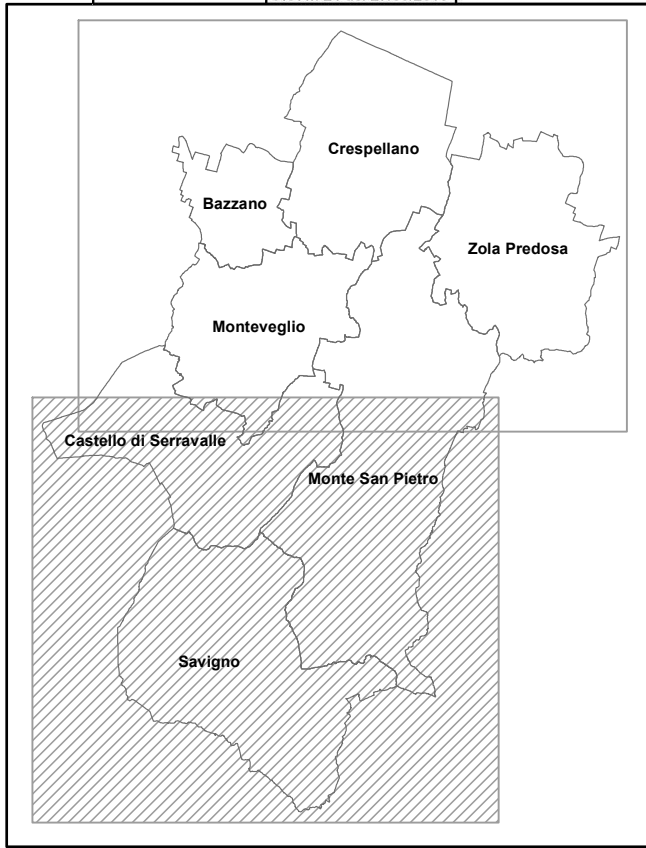 Crespellano
Bazzano
Zola Predosa
Monteveglio
Castello di Serravalle
Monte San Pietro
Savigno